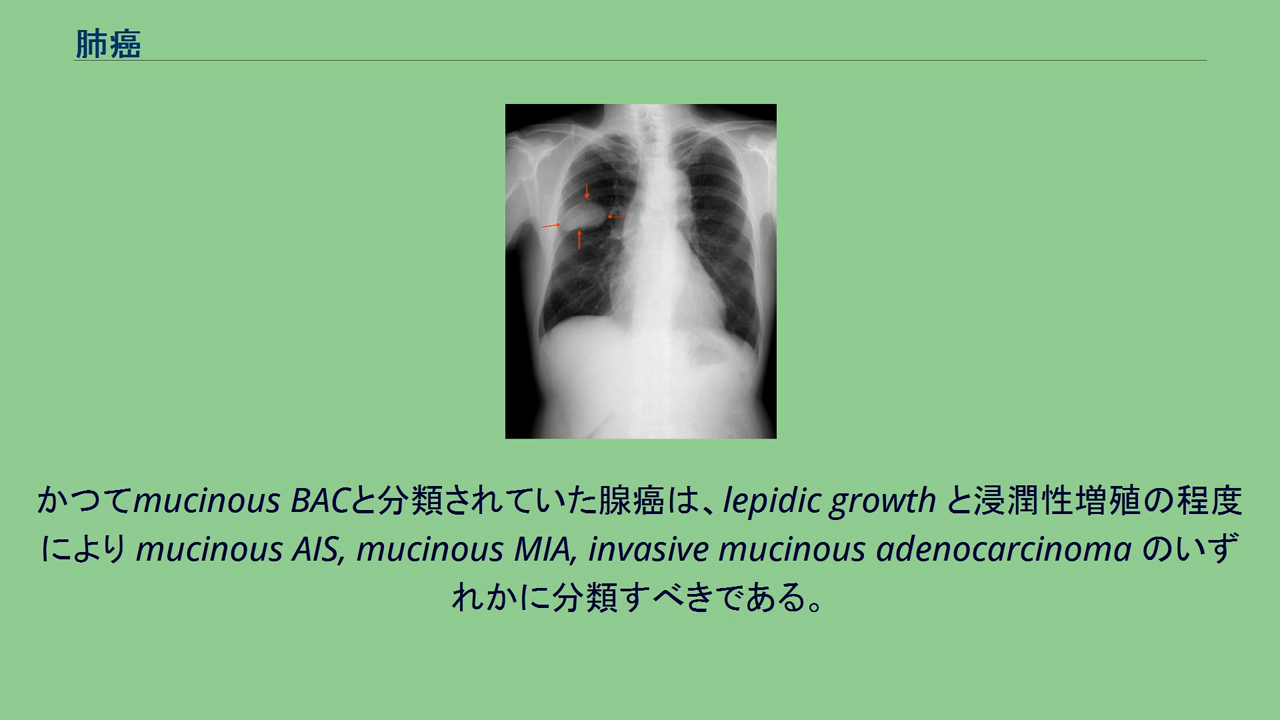 肺癌
かつてmucinous BACと分類されていた腺癌は、lepidic growth と浸潤性増殖の程度
により mucinous AIS, mucinous MIA, invasive mucinous adenocarcinoma のいず
れかに分類すべきである。